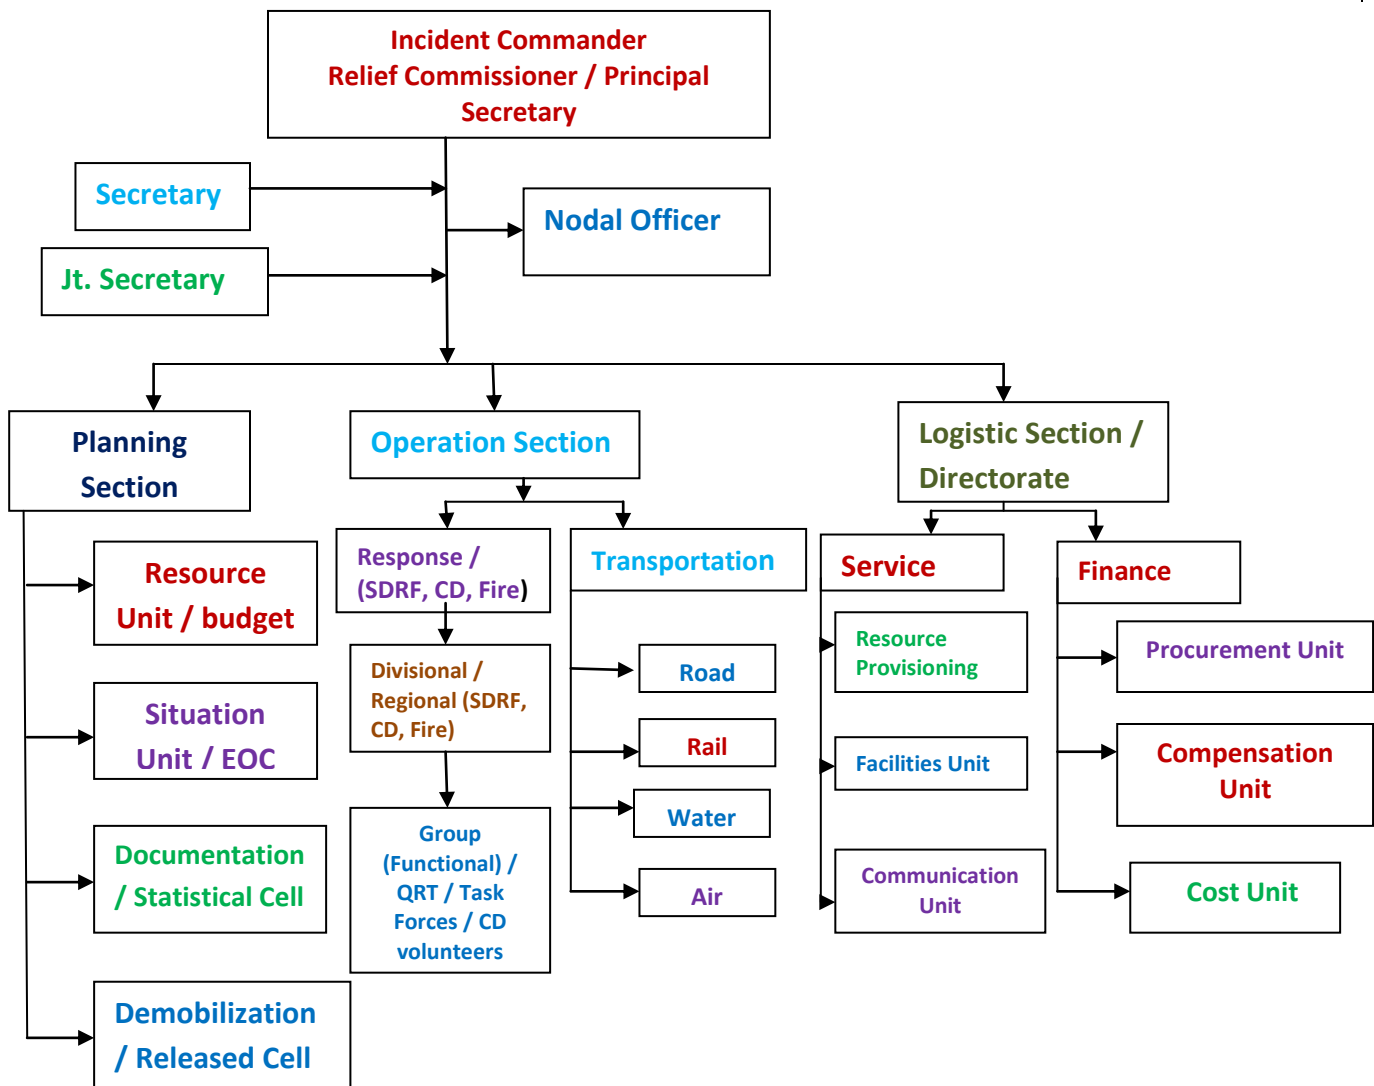 Incident Commander
Relief Commissioner / Principal
Secretary
Secretary
Nodal Officer
Jt. Secretary
Planning
Section
Operation Section
Logistic Section /
Directorate
Resource
Unit / budget
Situation
Unit / EOC
Documentation
/ Statistical Cell
Demobilization
/ Released Cell
Response /
(SDRF, CD, Fire)
Divisional /
Regional (SDRF,
CD, Fire)
Group
(Functional) /
QRT / Task
Forces / CD
volunteers
Transportation
Road
Rail
Water
Air
Service
Resource
Provisioning
Facilities Unit
Communication
Unit
Finance
Procurement Unit
Compensation
Unit
Cost Unit